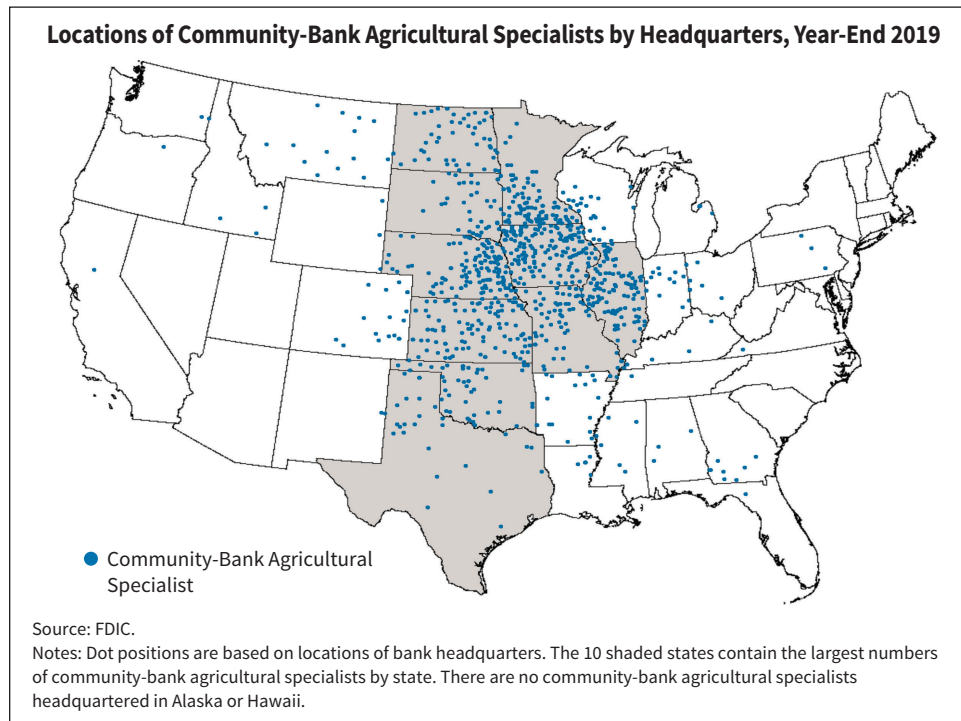 Locations of Community-Bank Agricultural Specialists by Headquarters, Year-End 2019
Community-Bank Agricultural
Specialist
Source: FDIC.
Notes: Dot positions are based on locations of bank headquarters. The 10 shaded states contain the largest numbers
of community-bank agricultural specialists by state. There are no community-bank agricultural specialists
headquartered in Alaska or Hawaii.